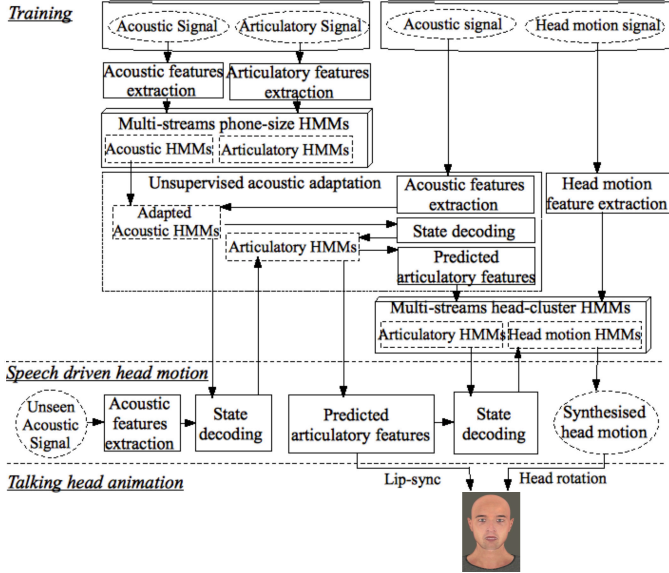 Training
Acoustic Signal
Articulatory Signal
Acoustic signal
Head motion signal
Acoustic features
extraction
Articulatory features
extraction
Multi-streams phone-size HMMs
Acoustic HMMs
Articulatory HMMs
Unsupervised acoustic adaptation
Acoustic features
extraction
Head motion
feature extraction
Adapted
Acoustic HMMs
State decoding
Articulatory HMMs
Predicted
articulatory features
Multi-streams head-cluster HMMs
Articulatory HMMs
Head motion HMMs
Speech driven head motion
Unseen
Acoustic
Signal
Acoustic
features
extraction
State
decoding
Predicted
articulatory features
State
decoding
Synthesised
head motion
Talking head animation
Lip-sync
Head rotation